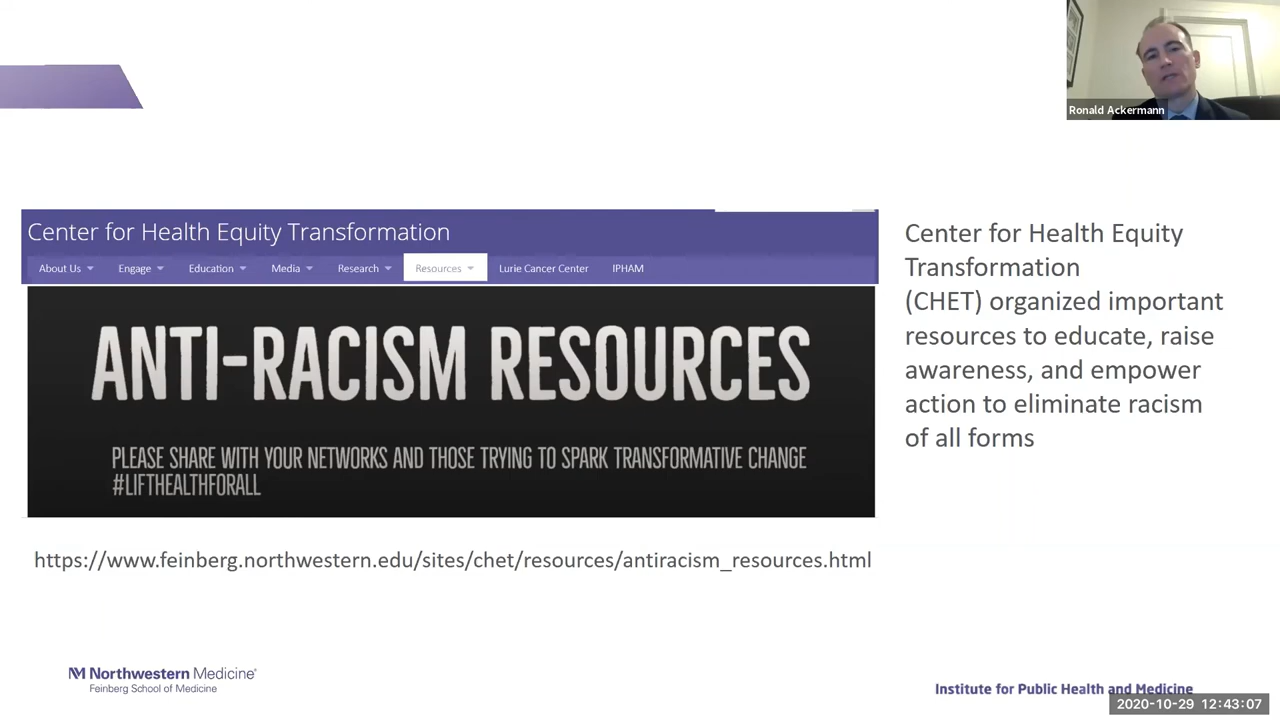 Ronald Ackermann
Center for Health Equity Transformation
About Us Engage Education Media Research Resources Lurie Cancer Center IPHAM
ANTI-RACISM RESOURCES
PLEASE SHARE WITH YOUR NETWORKS AND THOSE TRYING TO SPARK TRANSFORMATIVE CHANGE
#LIFTHEALTHFORALL
https://www.feinberg.northwestern.edu/sites/chet/resources/antiracism_resources.html
Center for Health Equity
Transformation
(CHET) organized important
resources to educate, raise
awareness, and empower
action to eliminate racism
of all forms
NM Northwestern Medicine®
Feinberg School of Medicine
Institute for Public Health and Medicine
2020-10-29 12:43:07